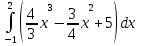 ∫_{-1}^{2} (4/3 x^3 − 3/4 x^2 + 5) dx